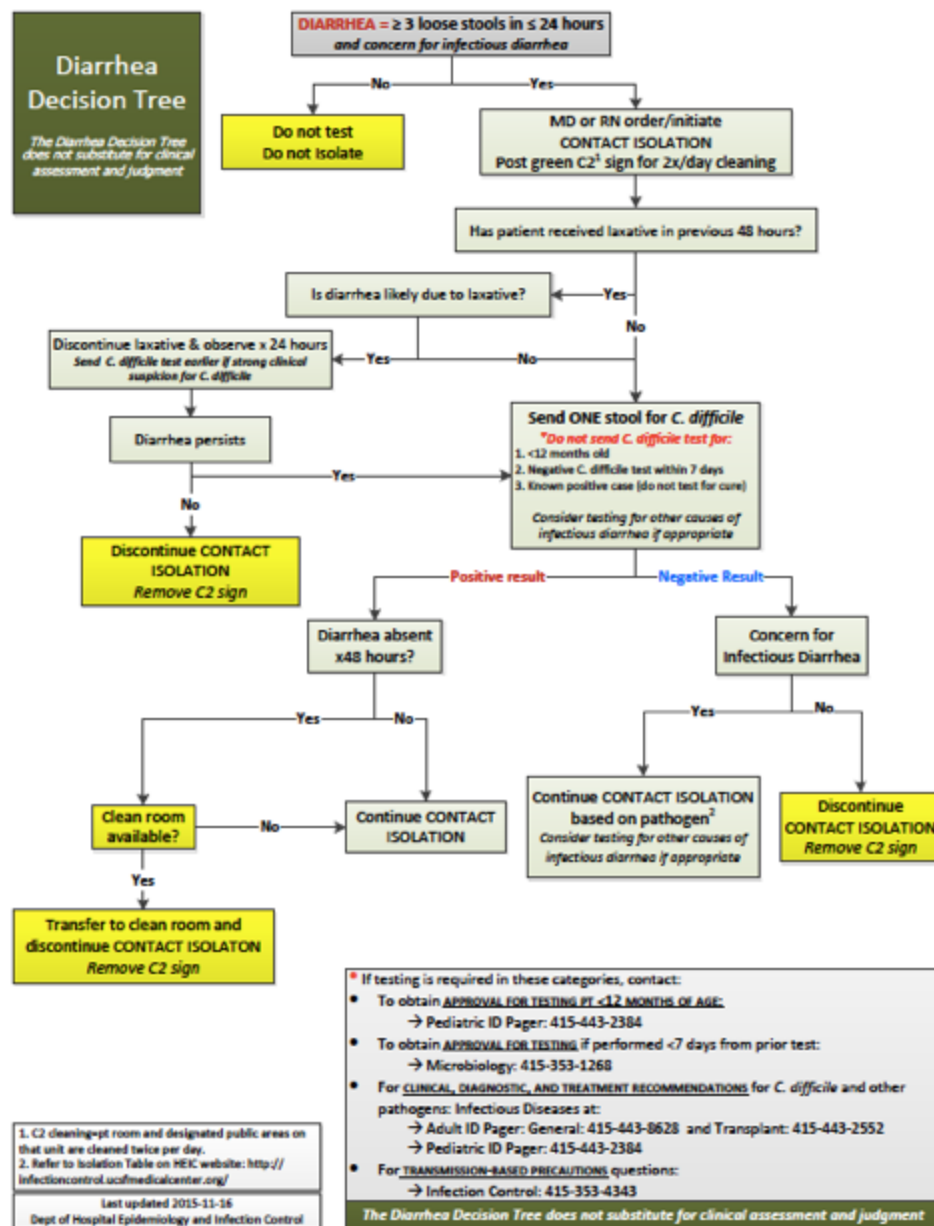 Diarrhea
Decision Tree
The Diarrhea Decision Tree
does not substitute for clinical
assessment and judgment
DIARRHEA = ≥ 3 loose stools in ≤ 24 hours
and concern for infectious diarrhea
No
Yes
Do not test
Do not Isolate
MD or RN order/initiate
CONTACT ISOLATION
Post green C2¹ sign for 2x/day cleaning
Has patient received laxative in previous 48 hours?
Is diarrhea likely due to laxative?
Yes
No
Discontinue laxative & observe x 24 hours
Send C. difficile test earlier if strong clinical
suspicion for C. difficile
Yes
No
Diarrhea persists
Yes
No
Send ONE stool for C. difficile
*Do not send C. difficile test for:
1. <12 months old
2. Negative C. difficile test within 7 days
3. Known positive case (do not test for cure)
Consider testing for other causes of
infectious diarrhea if appropriate
Discontinue CONTACT
ISOLATION
Remove C2 sign
Positive result
Negative Result
Diarrhea absent
x48 hours?
Concern for
Infectious Diarrhea
Yes
No
Yes
No
Clean room
available?
No
Continue CONTACT
ISOLATION
Continue CONTACT ISOLATION
based on pathogen²
Consider testing for other causes of
infectious diarrhea if appropriate
Discontinue
CONTACT ISOLATION
Remove C2 sign
Yes
Transfer to clean room and
discontinue CONTACT ISOLATON
Remove C2 sign
* If testing is required in these categories, contact:
• To obtain APPROVAL FOR TESTING PT <12 MONTHS OF AGE:
→ Pediatric ID Pager: 415-443-2384
• To obtain APPROVAL FOR TESTING if performed <7 days from prior test:
→ Microbiology: 415-353-1268
• For CLINICAL, DIAGNOSTIC, AND TREATMENT RECOMMENDATIONS for C. difficile and other
pathogens: Infectious Diseases at:
→ Adult ID Pager: General: 415-443-8628 and Transplant: 415-443-2552
→ Pediatric ID Pager: 415-443-2384
• For TRANSMISSION-BASED PRECAUTIONS questions:
→ Infection Control: 415-353-4343
The Diarrhea Decision Tree does not substitute for clinical assessment and judgment
1. C2 cleaning=pt room and designated public areas on
that unit are cleaned twice per day.
2. Refer to Isolation Table on HEIC website: http://
infectioncontrol.ucsfmedicalcenter.org/
Last updated 2015-11-16
Dept of Hospital Epidemiology and Infection Control